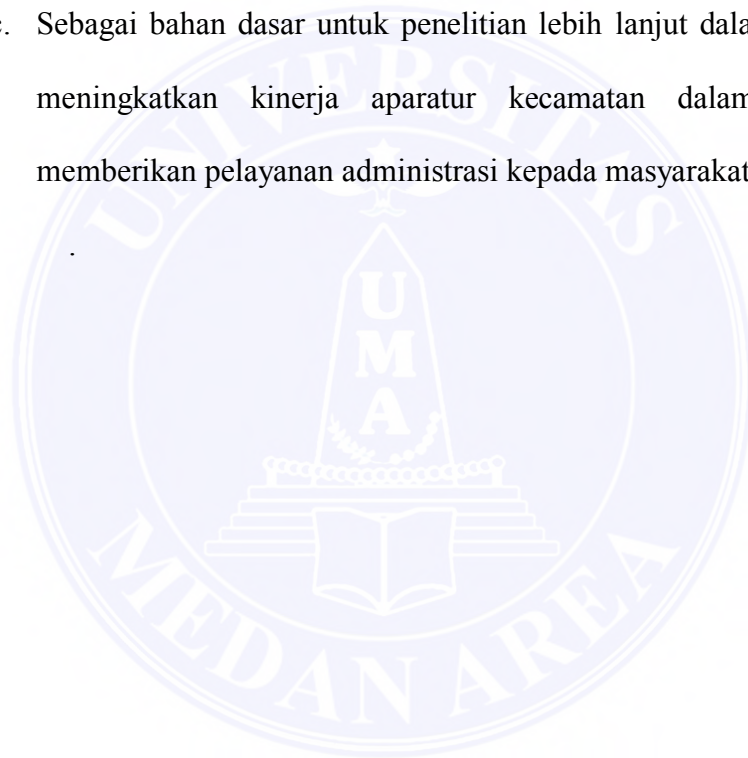 c. Sebagai bahan dasar untuk penelitian lebih lanjut dala
meningkatkan kinerja aparatur kecamatan dalam
memberikan pelayanan administrasi kepada masyarakat
.
UNIVERSITAS
U
M
A
MEDAN AREA